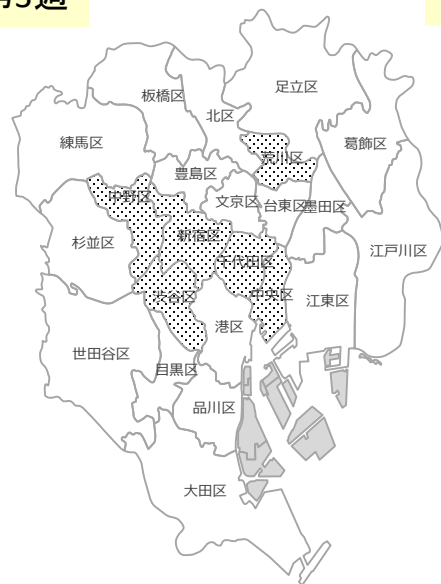 3週
足立区
板橋区
北区
練馬区
荒川区
葛飾区
豊島区
中野区
文京区
台東区
墨田区
杉並区
新宿区
千代田区
江戸川区
渋谷区
中央区
江東区
港区
世田谷区
目黒区
品川区
大田区